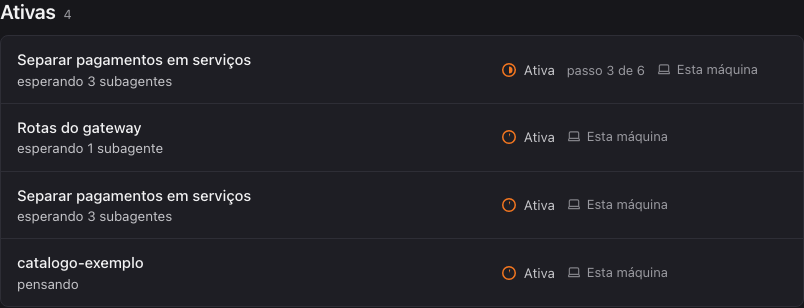 Ativas 4
Separar pagamentos em serviços
esperando 3 subagentes
Ativa passo 3 de 6 Esta máquina
Rotas do gateway
esperando 1 subagente
Ativa Esta máquina
Separar pagamentos em serviços
esperando 3 subagentes
Ativa Esta máquina
catalogo-exemplo
pensando
Ativa Esta máquina